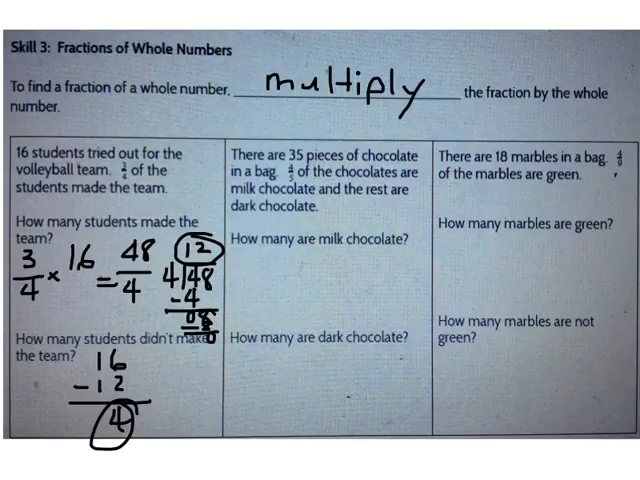 Skill 3: Fractions of Whole Numbers
To find a fraction of a whole number, multiply the fraction by the whole
number.
16 students tried out for the
volleyball team. 3/4 of the
students made the team.
How many students made the
team?
3/4 × 16 = 48/4
12
4)48
-4
08
-8
0
How many students didn't make
the team?
16
-12
4
There are 35 pieces of chocolate
in a bag. 4/5 of the chocolates are
milk chocolate and the rest are
dark chocolate.
How many are milk chocolate?
How many are dark chocolate?
There are 18 marbles in a bag. 4/9
of the marbles are green.
How many marbles are green?
How many marbles are not
green?